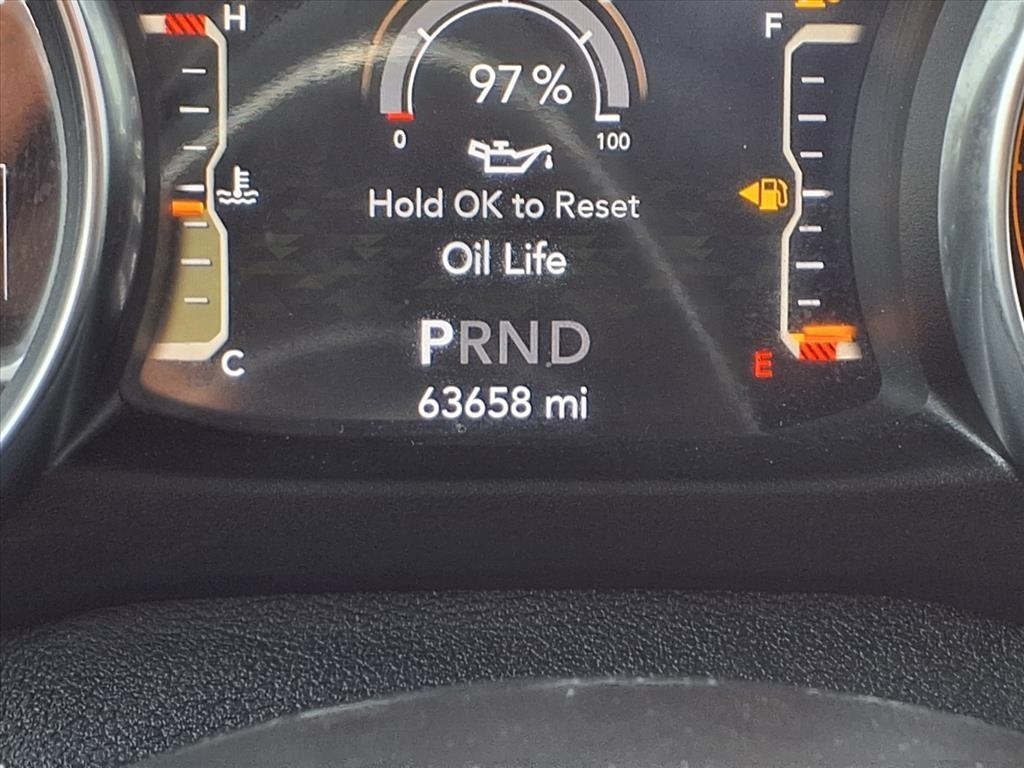 H
F
97 %
0
100
Hold OK to Reset
Oil Life
PRND
C
E
63658 mi